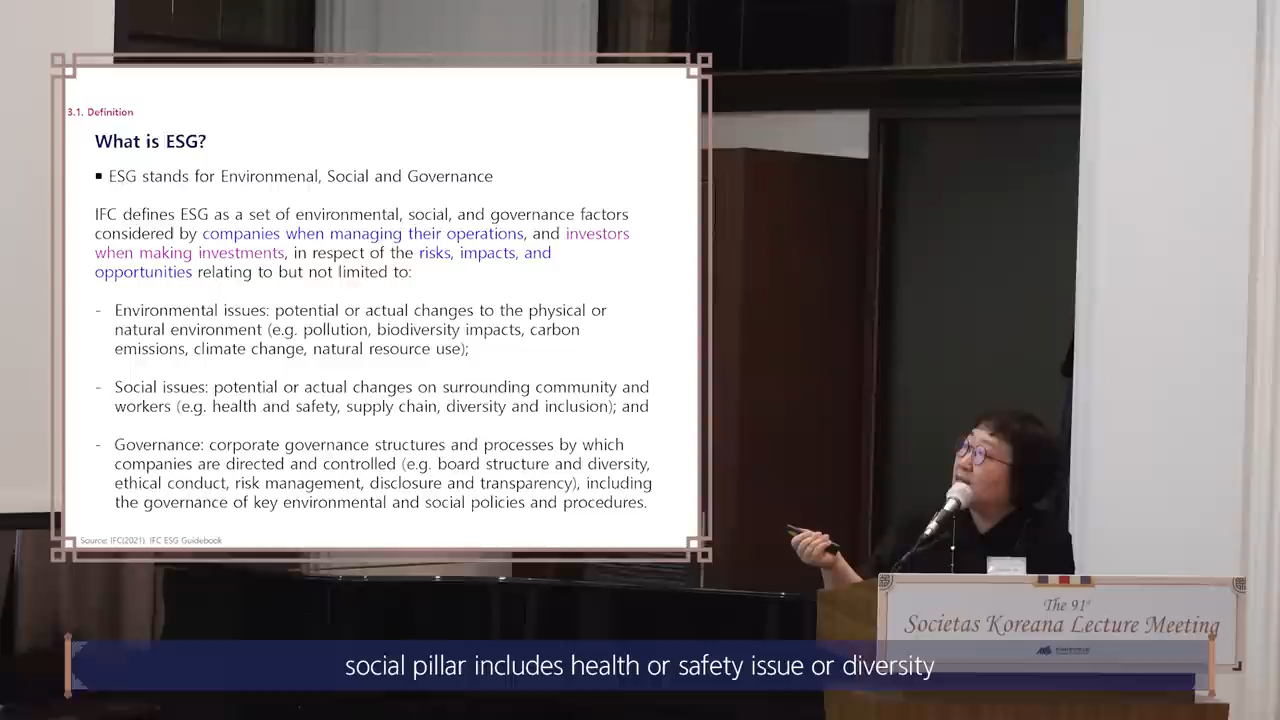 3.1. Definition
What is ESG?
▪ ESG stands for Environmenal, Social and Governance
IFC defines ESG as a set of environmental, social, and governance factors
considered by companies when managing their operations, and investors
when making investments, in respect of the risks, impacts, and
opportunities relating to but not limited to:
- Environmental issues: potential or actual changes to the physical or
natural environment (e.g. pollution, biodiversity impacts, carbon
emissions, climate change, natural resource use);
- Social issues: potential or actual changes on surrounding community and
workers (e.g. health and safety, supply chain, diversity and inclusion); and
- Governance: corporate governance structures and processes by which
companies are directed and controlled (e.g. board structure and diversity,
ethical conduct, risk management, disclosure and transparency), including
the governance of key environmental and social policies and procedures.
Source: IFC(2021). IFC ESG Guidebook
The 91st
Societas Koreana Lecture Meeting
social pillar includes health or safety issue or diversity